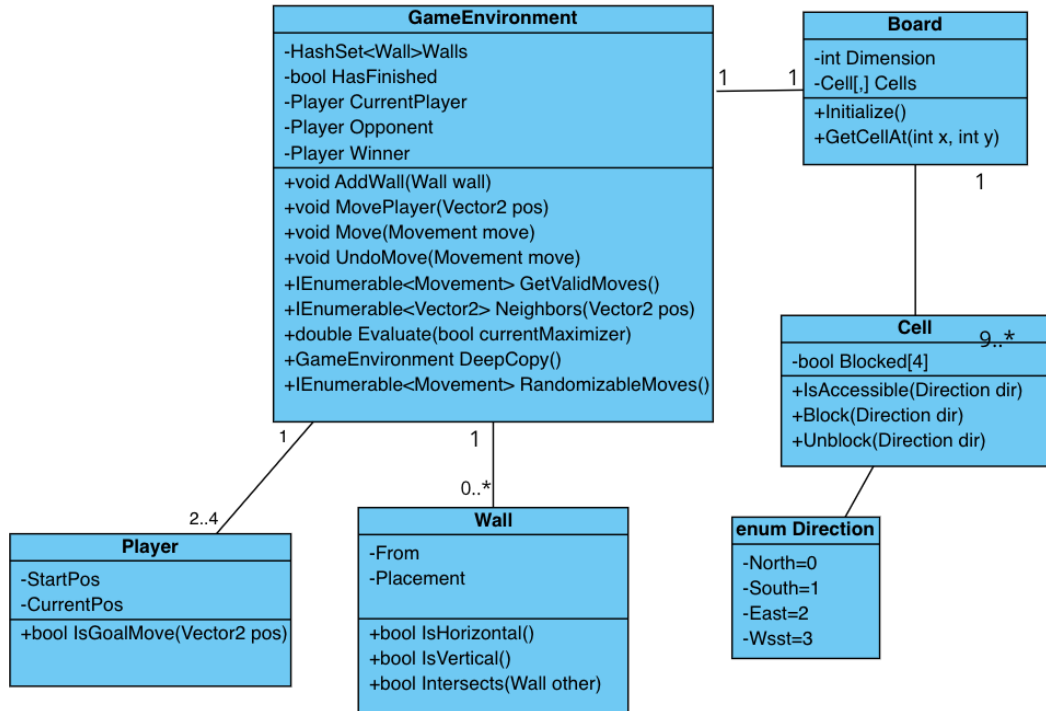 GameEnvironment
-HashSet<Wall>Walls
-bool HasFinished
-Player CurrentPlayer
-Player Opponent
-Player Winner
+void AddWall(Wall wall)
+void MovePlayer(Vector2 pos)
+void Move(Movement move)
+void UndoMove(Movement move)
+IEnumerable<Movement> GetValidMoves()
+IEnumerable<Vector2> Neighbors(Vector2 pos)
+double Evaluate(bool currentMaximizer)
+GameEnvironment DeepCopy()
+IEnumerable<Movement> RandomizableMoves()
1
1
Board
-int Dimension
-Cell[,] Cells
+Initialize()
+GetCellAt(int x, int y)
1
9..*
Cell
-bool Blocked[4]
+IsAccessible(Direction dir)
+Block(Direction dir)
+Unblock(Direction dir)
1
2..4
Player
-StartPos
-CurrentPos
+bool IsGoalMove(Vector2 pos)
1
0..*
Wall
-From
-Placement
+bool IsHorizontal()
+bool IsVertical()
+bool Intersects(Wall other)
enum Direction
-North=0
-South=1
-East=2
-Wsst=3